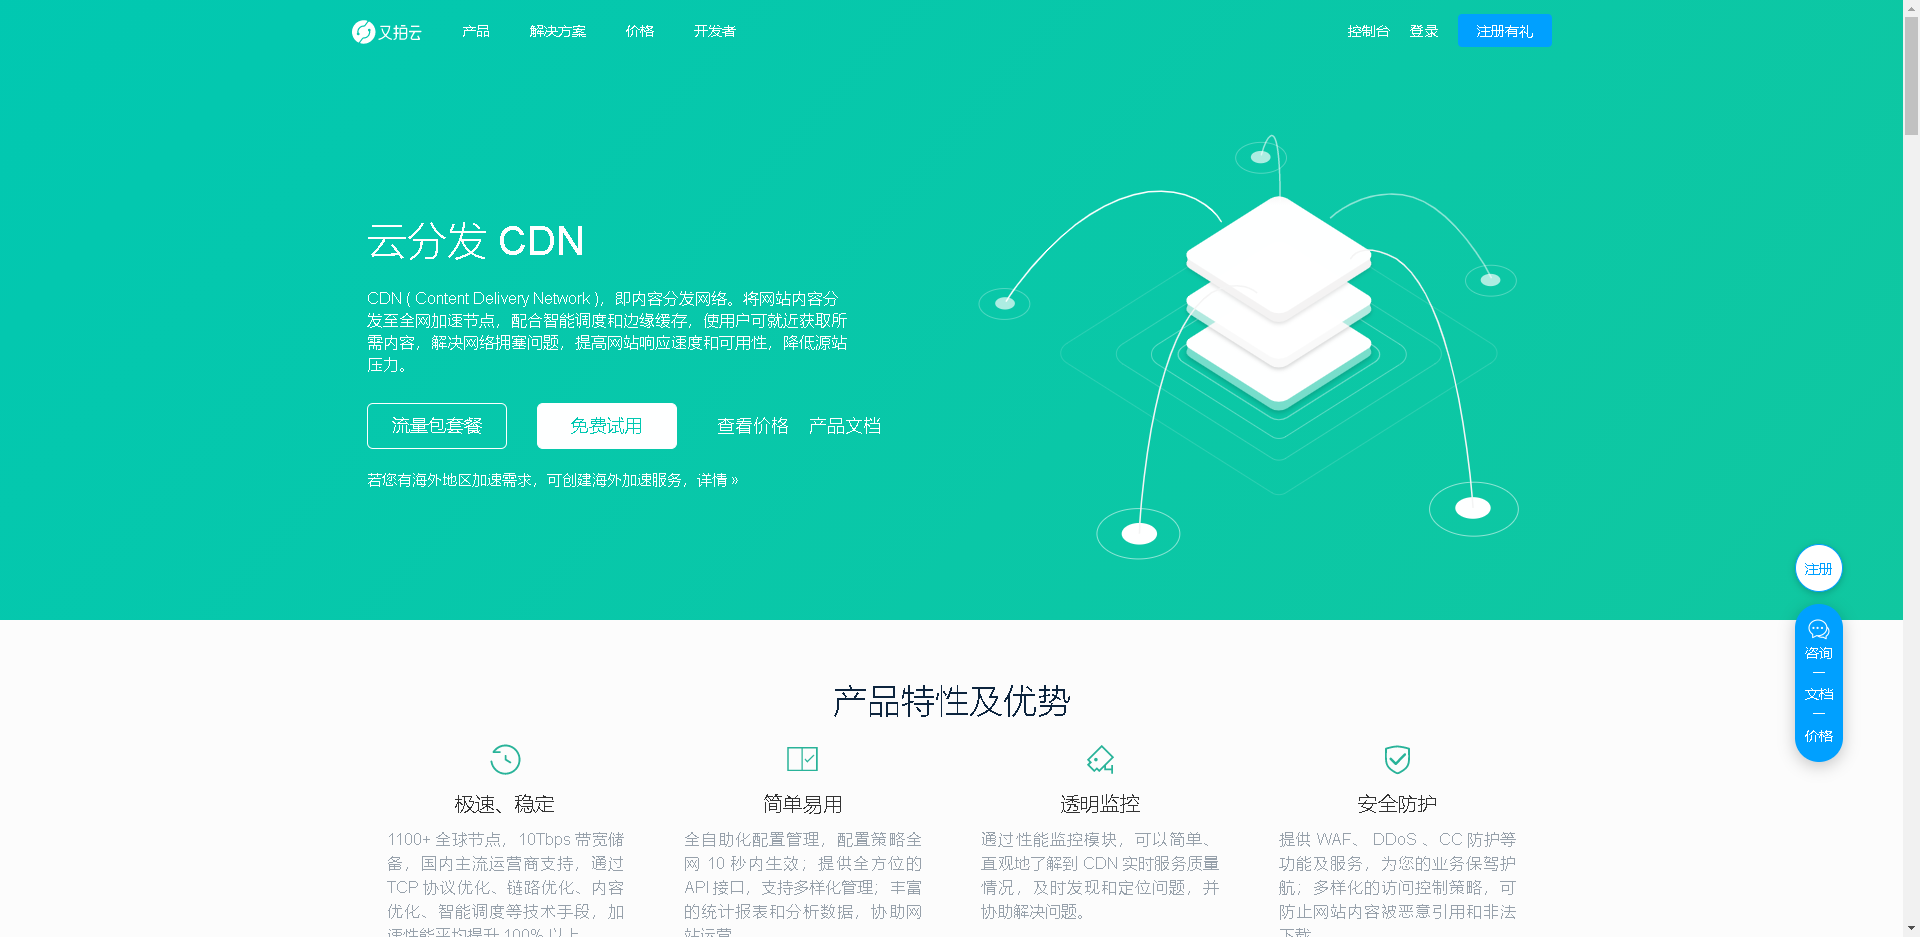 又拍云 产品 解决方案 价格 开发者 控制台 登录 注册有礼
云分发 CDN
CDN ( Content Delivery Network )，即内容分发网络。将网站内容分
发至全网加速节点，配合智能调度和边缘缓存，使用户可就近获取所
需内容，解决网络拥塞问题，提高网站响应速度和可用性，降低源站
压力。
流量包套餐 免费试用 查看价格 产品文档
若您有海外地区加速需求，可创建海外加速服务，详情 »
注册
咨询
文档
价格
产品特性及优势
极速、稳定
1100+ 全球节点，10Tbps 带宽储
备，国内主流运营商支持，通过
TCP 协议优化、链路优化、内容
优化、智能调度等技术手段，加
速性能平均提升 100% 以上
简单易用
全自助化配置管理，配置策略全
网 10 秒内生效；提供全方位的
API 接口，支持多样化管理；丰富
的统计报表和分析数据，协助网
站运营
透明监控
通过性能监控模块，可以简单、
直观地了解到 CDN 实时服务质量
情况，及时发现和定位问题，并
协助解决问题。
安全防护
提供 WAF、 DDoS 、CC 防护等
功能及服务，为您的业务保驾护
航；多样化的访问控制策略，可
防止网站内容被恶意引用和非法
下载